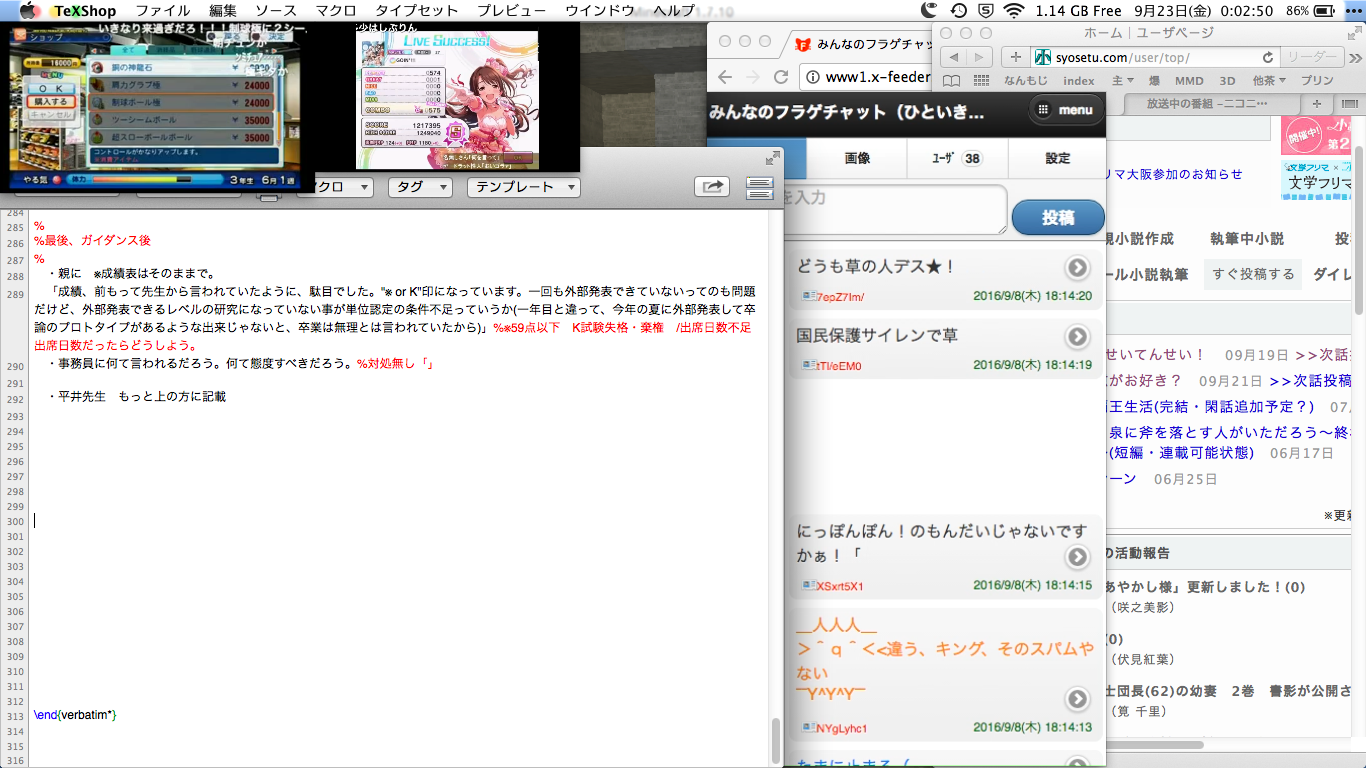 TeXShop ファイル 編集 ソース マクロ タイプセット プレビュー ウインドウ ヘルプ
1.14 GB Free 9月23日(金) 0:02:50 86%
いきなり来過ぎだろ！！！
ショップ
16000
ＯＫ
購入する
キャンセル
全て
銅の神龍石
肩力グラブ極 24000
制球ボール極 24000
ツーシームボール 35000
超スローボールボール 35000
コントロールがかなりアップします。
やる気 体力 3年生 6月1週
少はしぶりん
LIVE SUCCESS!
COMBO 575
SCORE 1217395
1249040
マクロ タグ テンプレート
284
285 %
286 %最後、ガイダンス後
287 %
288 ・親に　※成績表はそのままで。
289 「成績、前もって先生から言われていたように、駄目でした。"※ or K"印になっています。一回も外部発表できていないってのも問題
だけど、外部発表できるレベルの研究になっていない事が単位認定の条件不足っていうか(一年目と違って、今年の夏に外部発表して卒
論のプロトタイプがあるような出来じゃないと、卒業は無理とは言われていたから)」%※59点以下　K試験失格・棄権　/出席日数不足
出席日数だったらどうしよう。
290 ・事務員に何て言われるだろう。何て態度すべきだろう。%対処無し「」
291
292 ・平井先生　もっと上の方に記載
293
294
295
296
297
298
299
300
301
302
303
304
305
306
307
308
309
310
311
312
313 \end{verbatim*}
314
315
316
みんなのフラゲチャッ
www1.x-feeder
みんなのフラゲチャット（ひといき...
menu
画像 ﾕｰｻﾞ 38 設定
を入力
投稿
どうも草の人デス★！
7epZ7Im/ 2016/9/8(木) 18:14:20
国民保護サイレンで草
tTI/eEM0 2016/9/8(木) 18:14:19
にっぽんぽん！のもんだいじゃないです
かぁ！「
XSxrt5X1 2016/9/8(木) 18:14:15
＿人人人＿
＞＾ｑ＾＜<違う、キング、そのスパムや
ない
￣Y^Y^Y￣
NYgLyhc1 2016/9/8(木) 18:14:13
ホーム｜ユーザページ
syosetu.com/user/top/
リーダー
なんもじ index 主 爆 MMD 3D 他茶 プリン
放送中の番組 - ニコニ…
開催中!
第2
リマ大阪参加のお知らせ
文学フリマ
文学フリマ
規小説作成 執筆中小説 投
ール小説執筆 すぐ投稿する ダイレ
せいてんせい！ 09月19日 >>次話
がお好き？ 09月21日 >>次話投稿
王生活(完結・閑話追加予定？) 07
泉に斧を落とす人がいただろう～終
(短編・連載可能状態) 06月17日
ーン 06月25日
※更新
の活動報告
あやかし様」更新しました！(0)
（咲之美影）
(0)
（伏見紅葉）
士団長(62)の幼妻　2巻　書影が公開さ
（筧 千里）